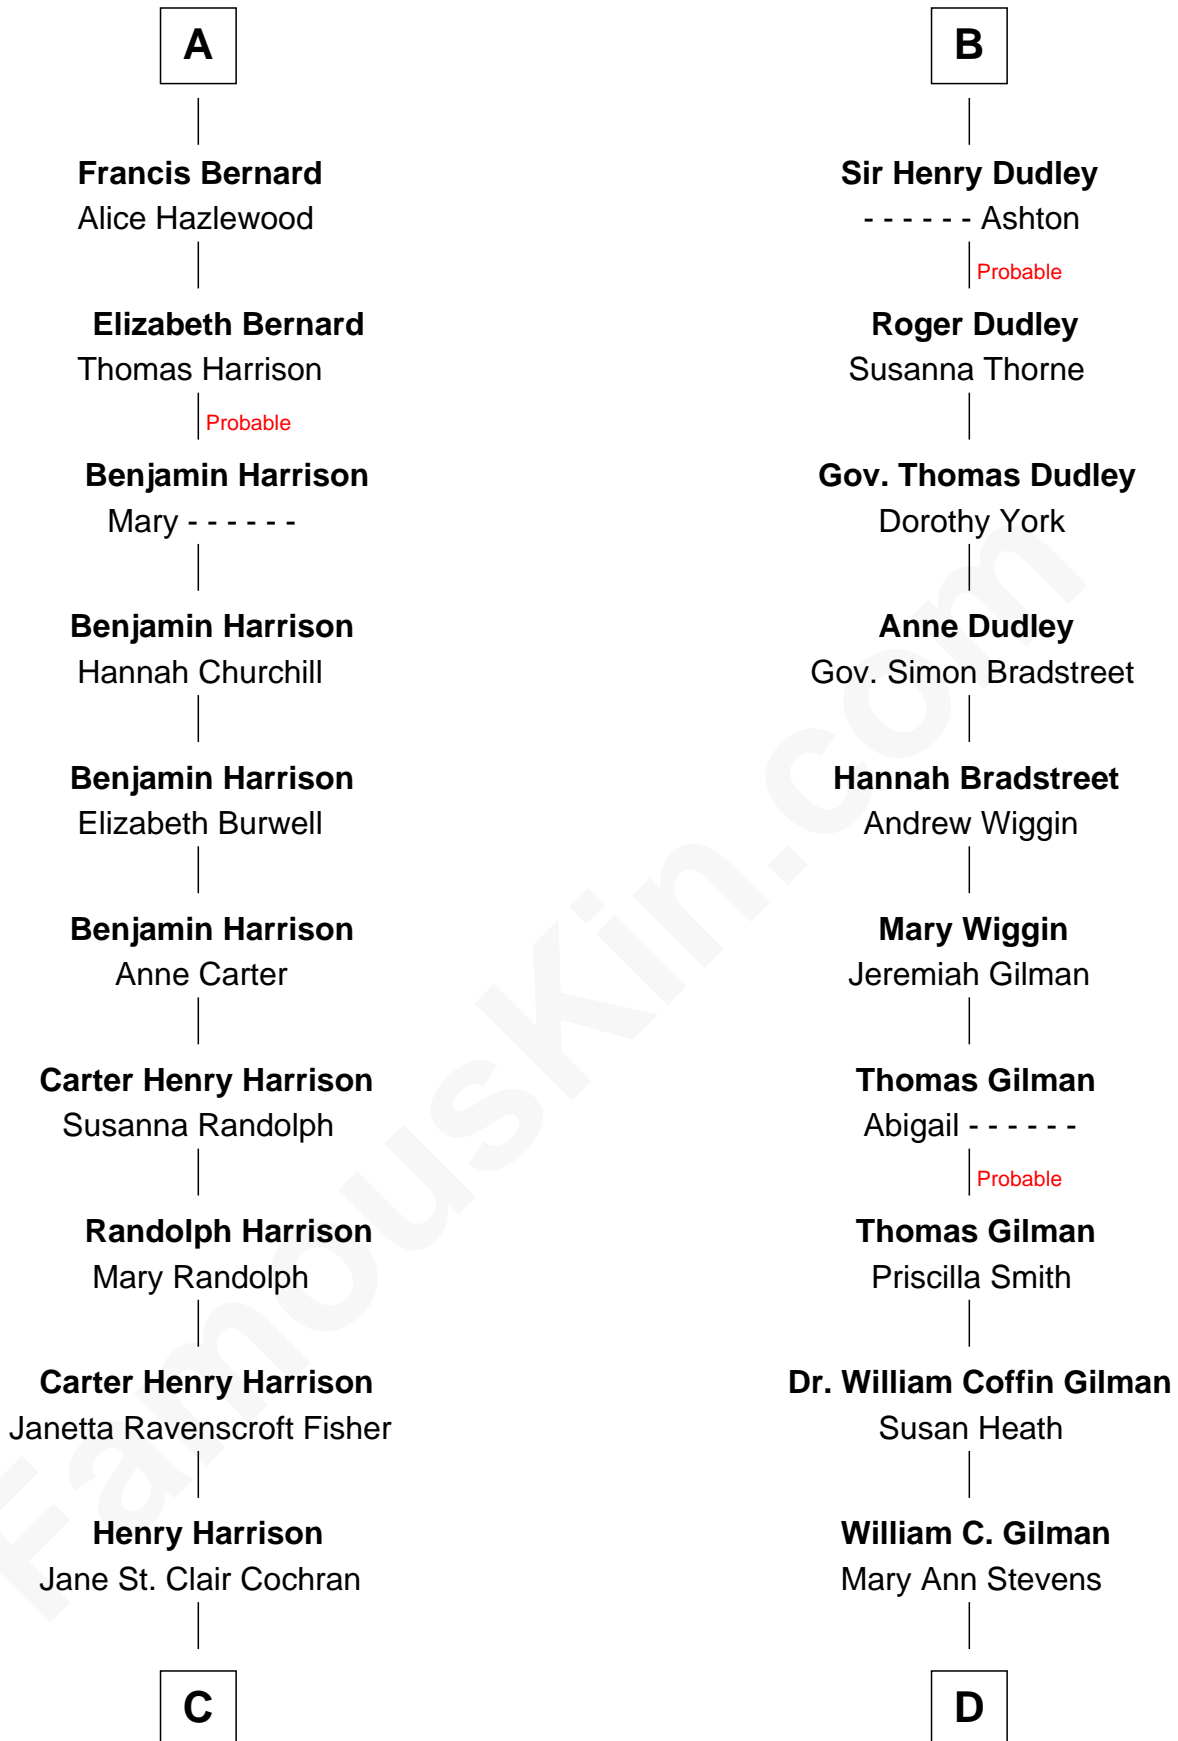 A
Francis Bernard
Alice Hazlewood
Elizabeth Bernard
Thomas Harrison
Probable
Benjamin Harrison
Mary - - - - - -
Benjamin Harrison
Hannah Churchill
Benjamin Harrison
Elizabeth Burwell
Benjamin Harrison
Anne Carter
Carter Henry Harrison
Susanna Randolph
Randolph Harrison
Mary Randolph
Carter Henry Harrison
Janetta Ravenscroft Fisher
Henry Harrison
Jane St. Clair Cochran
C
B
Sir Henry Dudley
- - - - - - Ashton
Probable
Roger Dudley
Susanna Thorne
Gov. Thomas Dudley
Dorothy York
Anne Dudley
Gov. Simon Bradstreet
Hannah Bradstreet
Andrew Wiggin
Mary Wiggin
Jeremiah Gilman
Thomas Gilman
Abigail - - - - - -
Probable
Thomas Gilman
Priscilla Smith
Dr. William Coffin Gilman
Susan Heath
William C. Gilman
Mary Ann Stevens
D
FamousKin.com